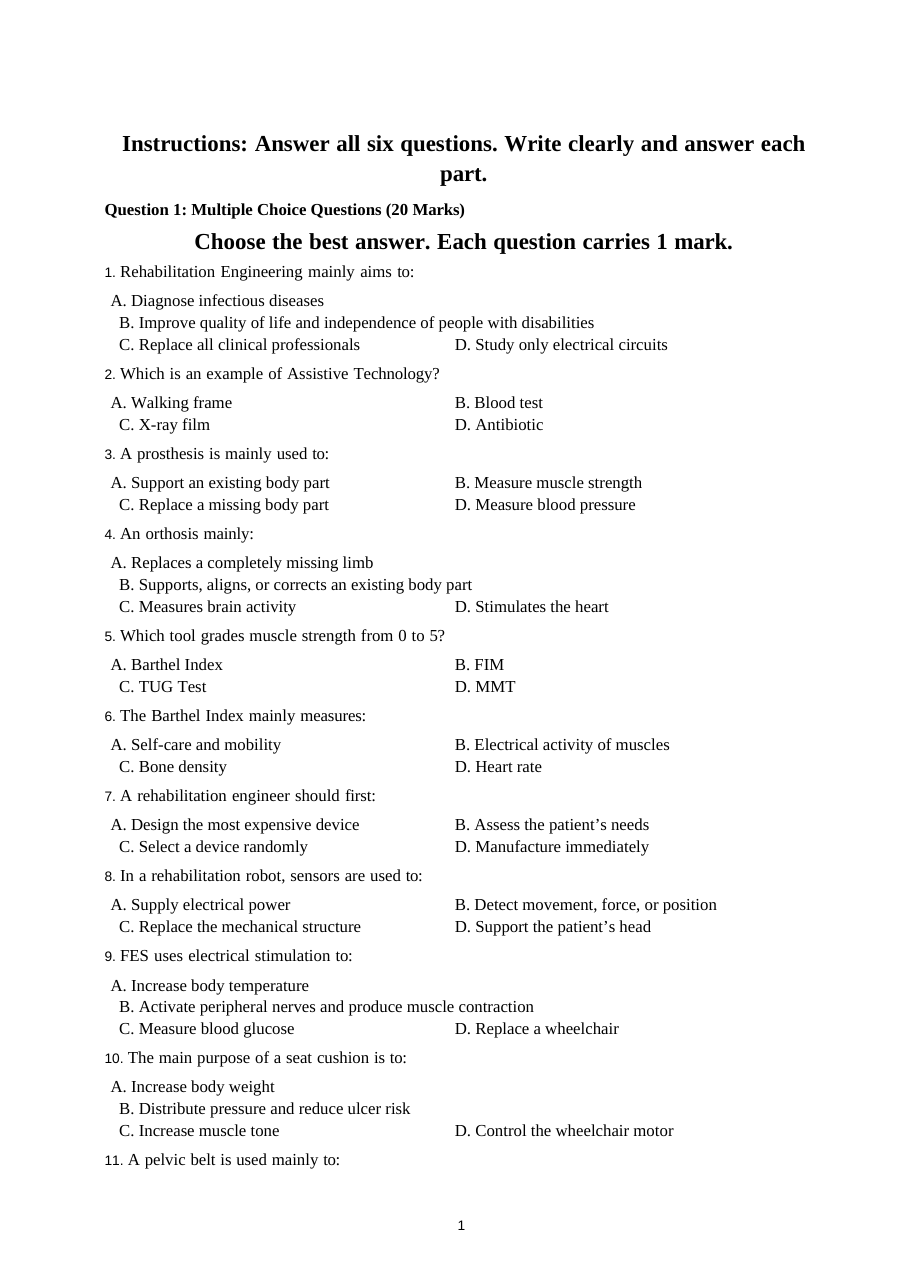 Instructions: Answer all six questions. Write clearly and answer each
part.
Question 1: Multiple Choice Questions (20 Marks)
Choose the best answer. Each question carries 1 mark.
1. Rehabilitation Engineering mainly aims to:
A. Diagnose infectious diseases
B. Improve quality of life and independence of people with disabilities
C. Replace all clinical professionals D. Study only electrical circuits
2. Which is an example of Assistive Technology?
A. Walking frame B. Blood test
C. X-ray film D. Antibiotic
3. A prosthesis is mainly used to:
A. Support an existing body part B. Measure muscle strength
C. Replace a missing body part D. Measure blood pressure
4. An orthosis mainly:
A. Replaces a completely missing limb
B. Supports, aligns, or corrects an existing body part
C. Measures brain activity D. Stimulates the heart
5. Which tool grades muscle strength from 0 to 5?
A. Barthel Index B. FIM
C. TUG Test D. MMT
6. The Barthel Index mainly measures:
A. Self-care and mobility B. Electrical activity of muscles
C. Bone density D. Heart rate
7. A rehabilitation engineer should first:
A. Design the most expensive device B. Assess the patient’s needs
C. Select a device randomly D. Manufacture immediately
8. In a rehabilitation robot, sensors are used to:
A. Supply electrical power B. Detect movement, force, or position
C. Replace the mechanical structure D. Support the patient’s head
9. FES uses electrical stimulation to:
A. Increase body temperature
B. Activate peripheral nerves and produce muscle contraction
C. Measure blood glucose D. Replace a wheelchair
10. The main purpose of a seat cushion is to:
A. Increase body weight
B. Distribute pressure and reduce ulcer risk
C. Increase muscle tone D. Control the wheelchair motor
11. A pelvic belt is used mainly to:
1